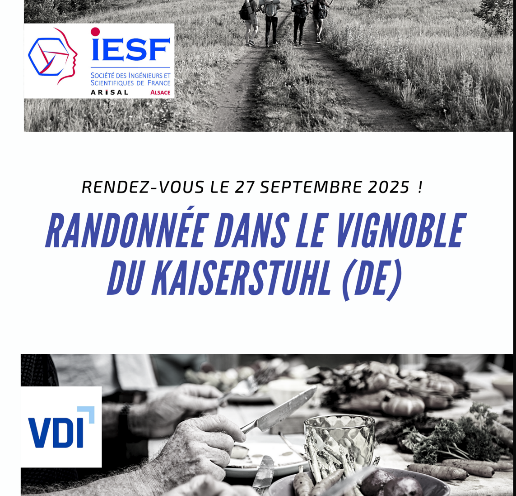 iESF
SOCIÉTÉ DES INGÉNIEURS ET
SCIENTIFIQUES DE FRANCE
ARISAL ALSACE
RENDEZ-VOUS LE 27 SEPTEMBRE 2025 !
RANDONNÉE DANS LE VIGNOBLE
DU KAISERSTUHL (DE)
VDI